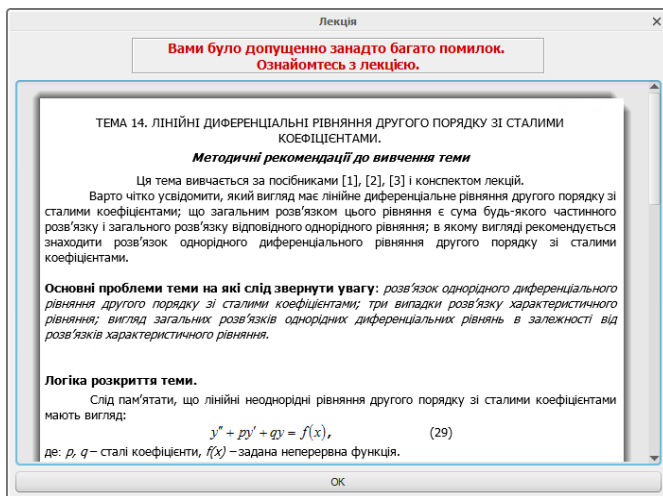 Лекція
Вами було допущенно занадто багато помилок.
Ознайомтесь з лекцією.
ТЕМА 14. ЛІНІЙНІ ДИФЕРЕНЦІАЛЬНІ РІВНЯННЯ ДРУГОГО ПОРЯДКУ ЗІ СТАЛИМИ
КОЕФІЦІЄНТАМИ.
Методичні рекомендації до вивчення теми
Ця тема вивчається за посібниками [1], [2], [3] і конспектом лекцій.
Варто чітко усвідомити, який вигляд має лінійне диференціальне рівняння другого порядку зі
сталими коефіцієнтами; що загальним розв'язком цього рівняння є сума будь-якого частинного
розв'язку і загального розв'язку відповідного однорідного рівняння; в якому вигляді рекомендується
знаходити розв'язок однорідного диференціального рівняння другого порядку зі сталими
коефіцієнтами.
Основні проблеми теми на які слід звернути увагу: розв'язок однорідного диференціального
рівняння другого порядку зі сталими коефіцієнтами; три випадки розв'язку характеристичного
рівняння; вигляд загальних розв'язків однорідних диференціальних рівнянь в залежності від
розв'язків характеристичного рівняння.
Логіка розкриття теми.
Слід пам'ятати, що лінійні неоднорідні рівняння другого порядку зі сталими коефіцієнтами
мають вигляд:
y″ + py′ + qy = f(x), (29)
де: p, q – сталі коефіцієнти, f(x) – задана неперервна функція.
OK